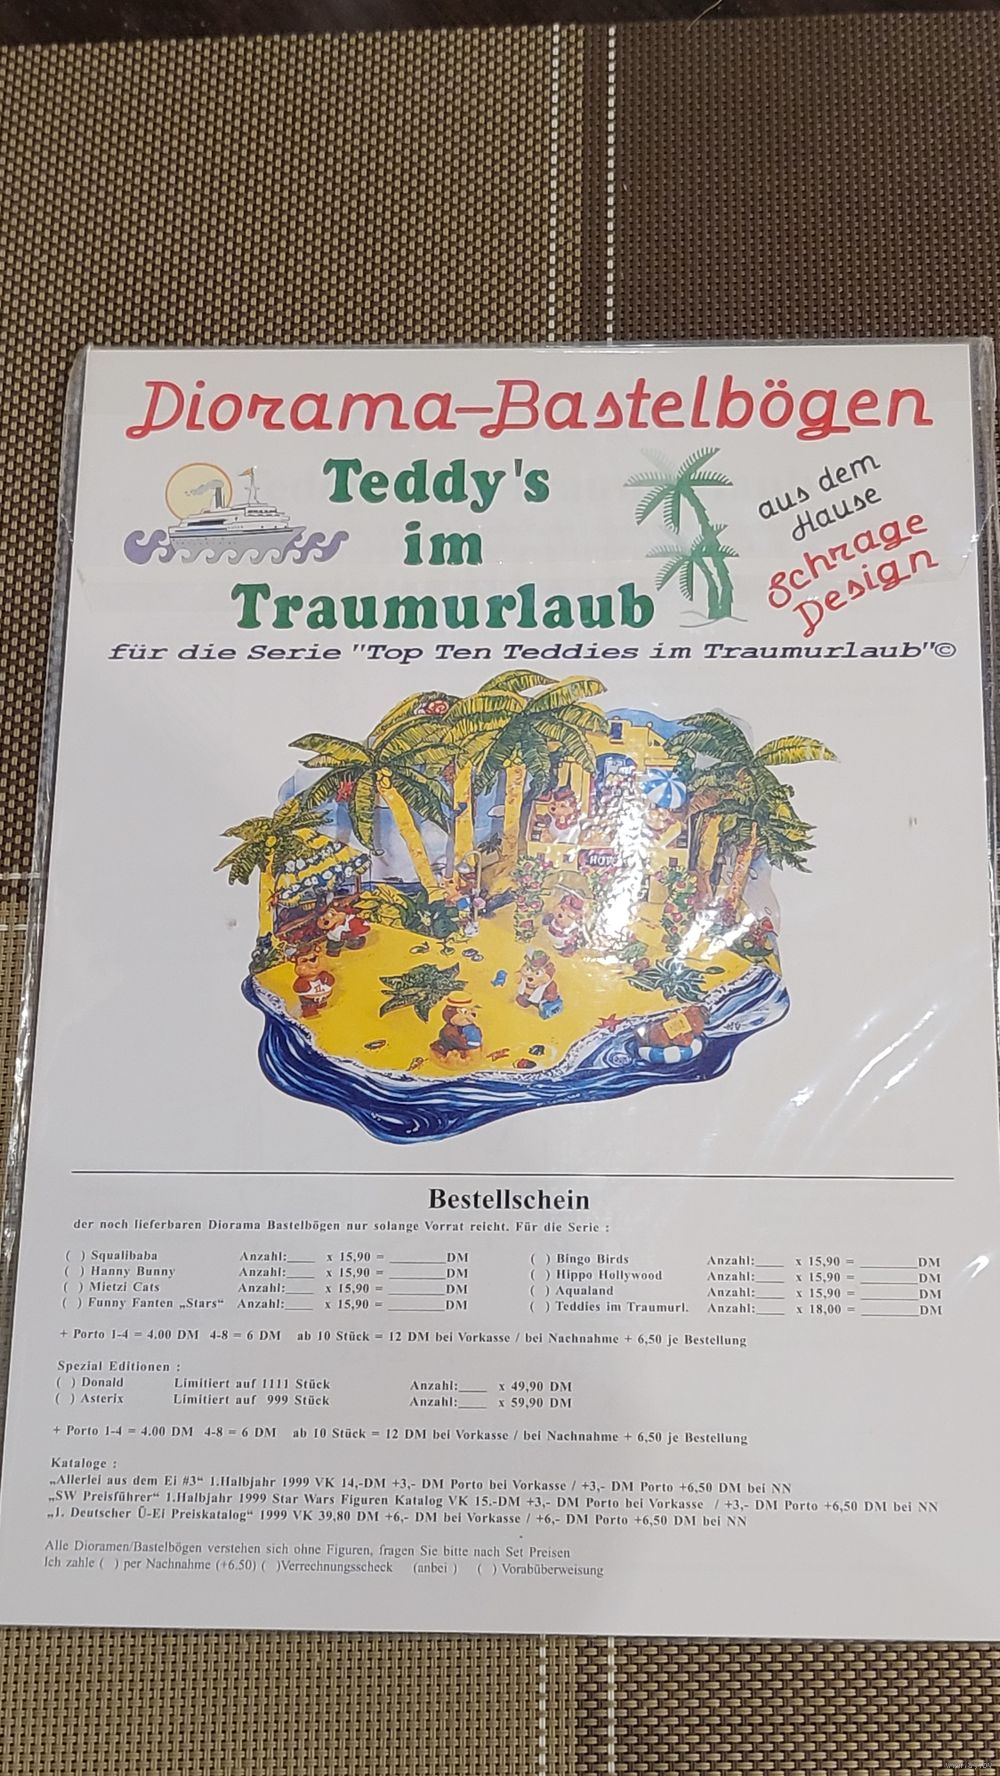 Diorama-Bastelbögen
Teddy's
im
Traumurlaub
aus dem
Hause
Schrage
Design
für die Serie "Top Ten Teddies im Traumurlaub"©
Bestellschein
der noch lieferbaren Diorama Bastelbögen nur solange Vorrat reicht. Für die Serie :
( ) Squalibaba Anzahl:____ x 15,90 = ________DM ( ) Bingo Birds Anzahl:____ x 15,90 = ________DM
( ) Hanny Bunny Anzahl:____ x 15,90 = ________DM ( ) Hippo Hollywood Anzahl:____ x 15,90 = ________DM
( ) Mietzi Cats Anzahl:____ x 15,90 = ________DM ( ) Aqualand Anzahl:____ x 15,90 = ________DM
( ) Funny Fanten „Stars“ Anzahl:____ x 15,90 = ________DM ( ) Teddies im Traumurl. Anzahl:____ x 18,00 = ________DM
+ Porto 1-4 = 4.00 DM 4-8 = 6 DM ab 10 Stück = 12 DM bei Vorkasse / bei Nachnahme + 6,50 je Bestellung
Spezial Editionen :
( ) Donald Limitiert auf 1111 Stück Anzahl:____ x 49,90 DM
( ) Asterix Limitiert auf 999 Stück Anzahl:____ x 59,90 DM
+ Porto 1-4 = 4.00 DM 4-8 = 6 DM ab 10 Stück = 12 DM bei Vorkasse / bei Nachnahme + 6,50 je Bestellung
Kataloge :
„Allerlei aus dem Ei #3“ 1.Halbjahr 1999 VK 14,-DM +3,- DM Porto bei Vorkasse / +3,- DM Porto +6,50 DM bei NN
„SW Preisführer“ 1.Halbjahr 1999 Star Wars Figuren Katalog VK 15.-DM +3,- DM Porto bei Vorkasse / +3,- DM Porto +6,50 DM bei NN
„1. Deutscher Ü-Ei Preiskatalog“ 1999 VK 39,80 DM +6,- DM bei Vorkasse / +6,- DM Porto +6,50 DM bei NN
Alle Dioramen/Bastelbögen verstehen sich ohne Figuren, fragen Sie bitte nach Set Preisen
Ich zahle ( ) per Nachnahme (+6.50) ( )Verrechnungsscheck (anbei ) ( ) Vorabüberweisung